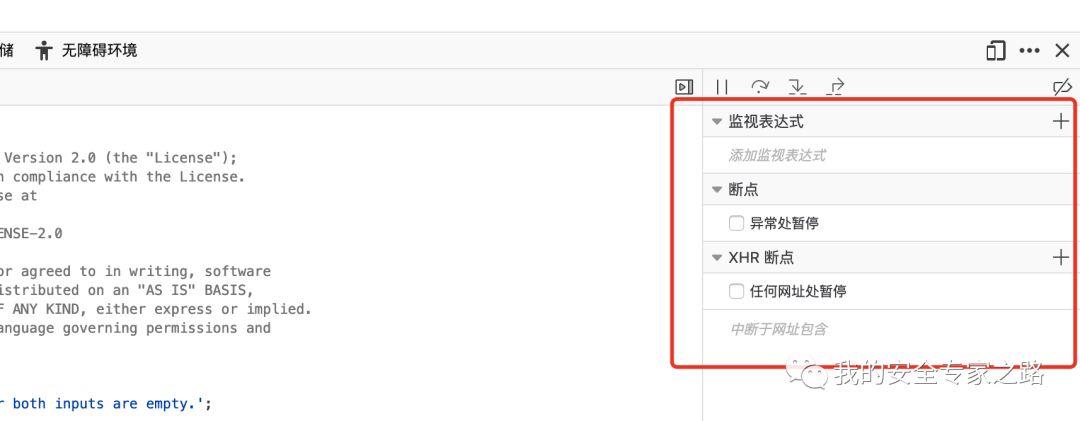 储 无障碍环境
监视表达式
Version 2.0 (the "License");
添加监视表达式
compliance with the License.
se at
断点
异常处暂停
ENSE-2.0
XHR 断点
or agreed to in writing, software
istributed on an "AS IS" BASIS,
任何网址处暂停
F ANY KIND, either express or implied.
anguage governing permissions and
中断于网址包含
我的安全专家之路
r both inputs are empty.';